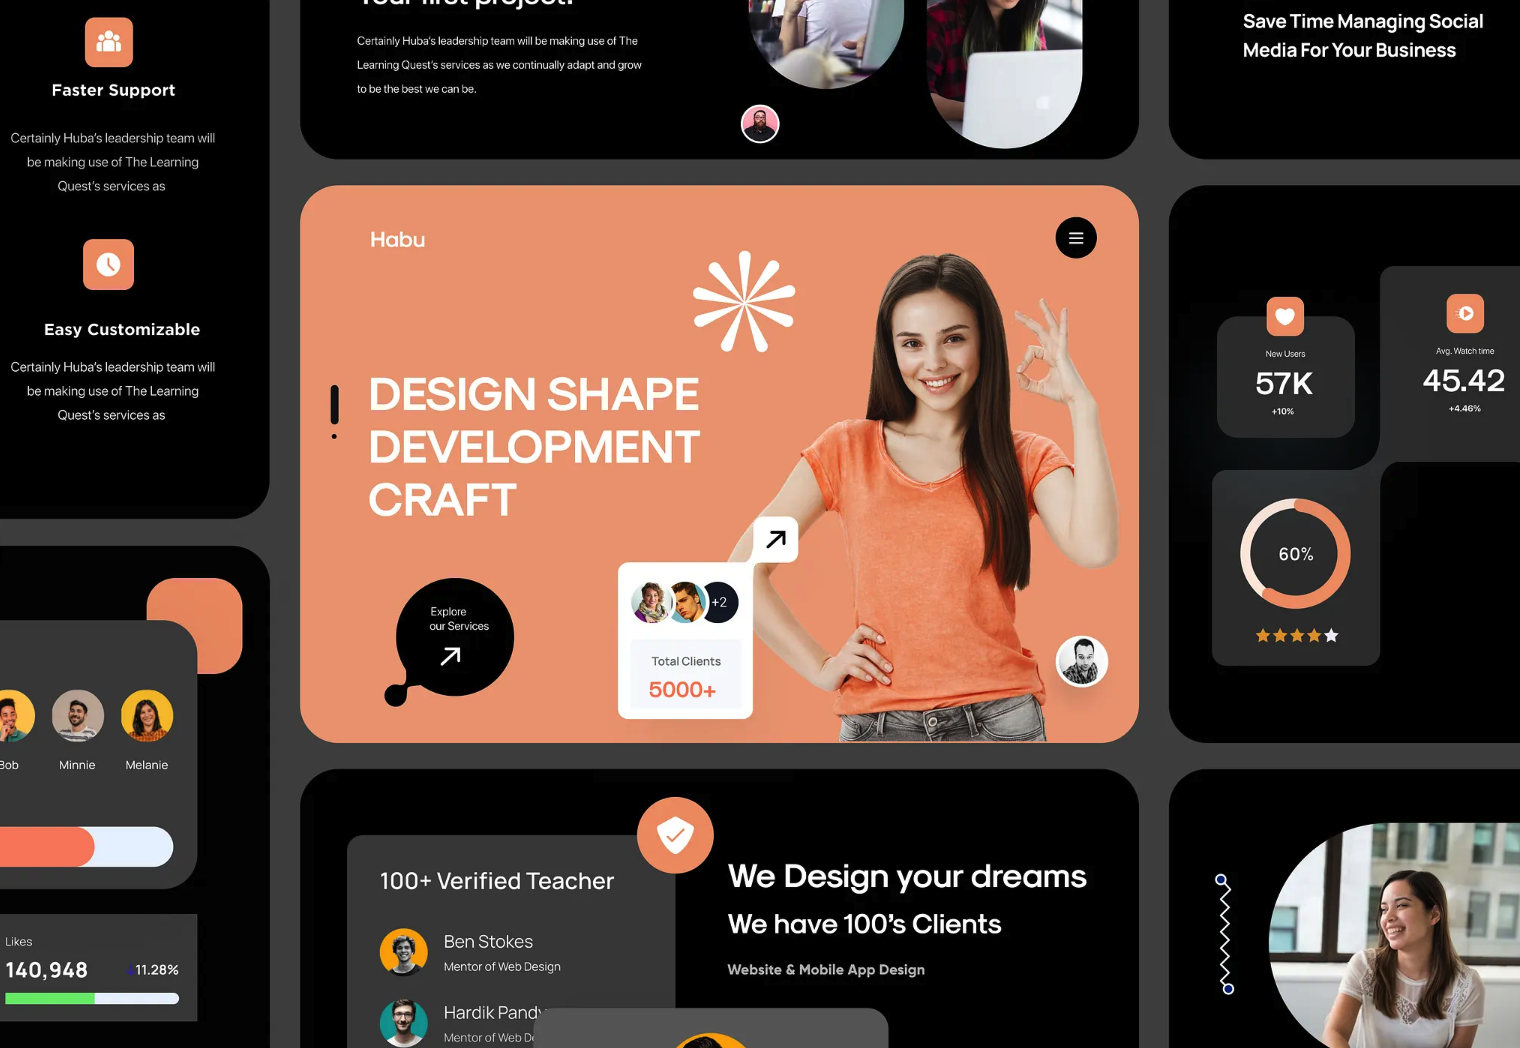 Faster Support
Certainly Huba's leadership team will
be making use of The Learning
Quest's services as
Easy Customizable
Certainly Huba's leadership team will
be making use of The Learning
Quest's services as
Bob
Minnie
Melanie
Likes
140,948
11.28%
Your first project?
Certainly Huba's leadership team will be making use of The
Learning Quest's services as we continually adapt and grow
to be the best we can be.
Habu
DESIGN SHAPE
DEVELOPMENT
CRAFT
Explore
our Services
+2
Total Clients
5000+
100+ Verified Teacher
Ben Stokes
Mentor of Web Design
Hardik Pandy
Mentor of Web De
We Design your dreams
We have 100's Clients
Website & Mobile App Design
Save Time Managing Social
Media For Your Business
New Users
57K
+10%
Avg. Watch time
45.42
+4.46%
60%